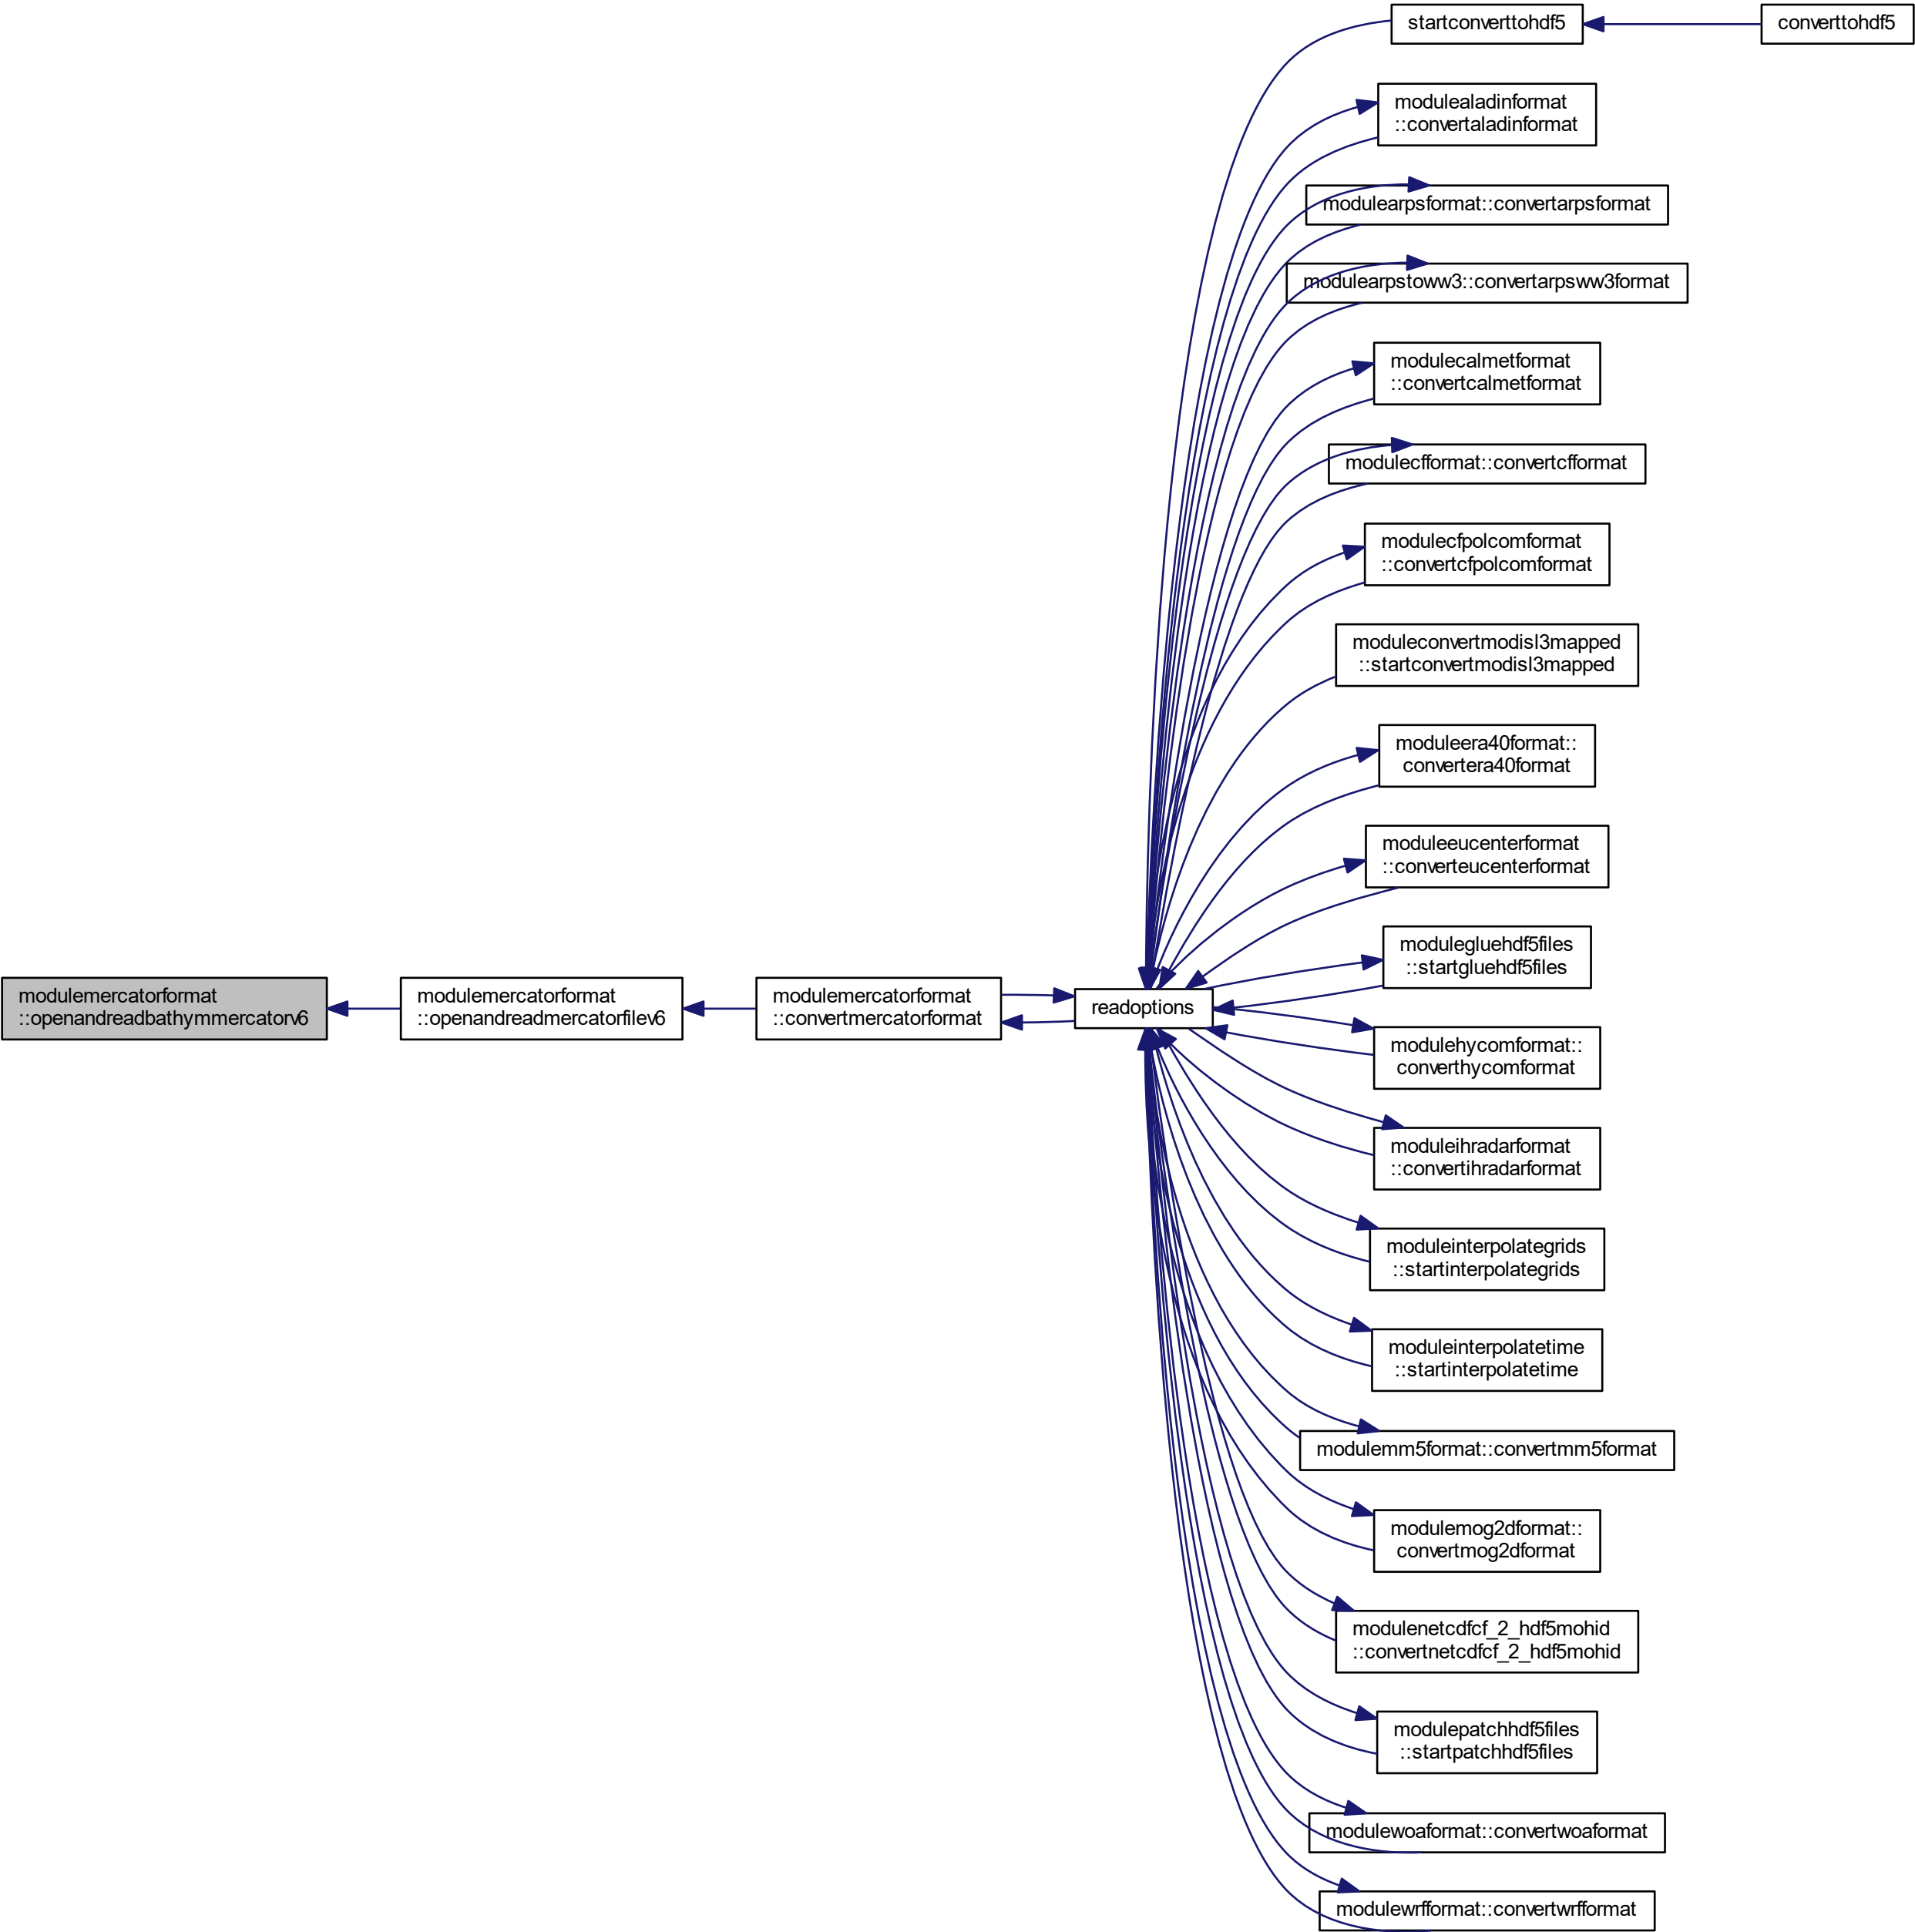 startconverttohdf5
converttohdf5
modulealadinformat
::convertaladinformat
modulearpsformat::convertarpsformat
modulearpstoww3::convertarpsww3format
modulecalmetformat
::convertcalmetformat
modulecfformat::convertcfformat
modulecfpolcomformat
::convertcfpolcomformat
moduleconvertmodisl3mapped
::startconvertmodisl3mapped
moduleera40format::
convertera40format
moduleeucenterformat
::converteucenterformat
modulegluehdf5files
::startgluehdf5files
modulemercatorformat
::openandreadbathymmercatorv6
modulemercatorformat
::openandreadmercatorfilev6
modulemercatorformat
::convertmercatorformat
readoptions
modulehycomformat::
converthycomformat
moduleihradarformat
::convertihradarformat
moduleinterpolategrids
::startinterpolategrids
moduleinterpolatetime
::startinterpolatetime
modulemm5format::convertmm5format
modulemog2dformat::
convertmog2dformat
modulenetcdfcf_2_hdf5mohid
::convertnetcdfcf_2_hdf5mohid
modulepatchhdf5files
::startpatchhdf5files
modulewoaformat::convertwoaformat
modulewrfformat::convertwrfformat